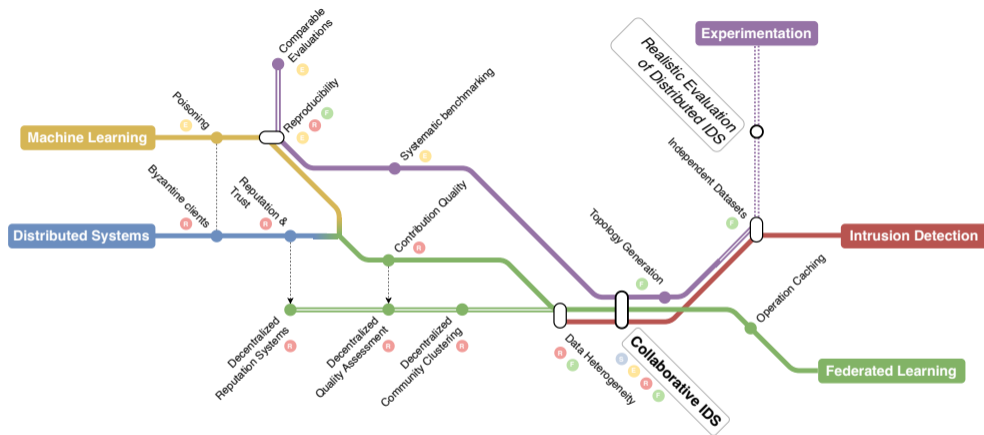 Experimentation
Realistic Evaluation
of Distributed IDS
Comparable
Evaluations
E
Reproducibility
E
R
F
Poisoning
E
Machine Learning
Systematic benchmarking
E
Independent Datasets
F
Byzantine clients
R
Reputation &
Trust
R
Distributed Systems
Contribution Quality
R
Topology Generation
F
Intrusion Detection
Operation Caching
Decentralized
Reputation Systems
R
Decentralized
Quality Assessment
R
Decentralized
Community Clustering
R
Data Heterogeneity
R
F
Collaborative IDS
S
E
R
F
Federated Learning